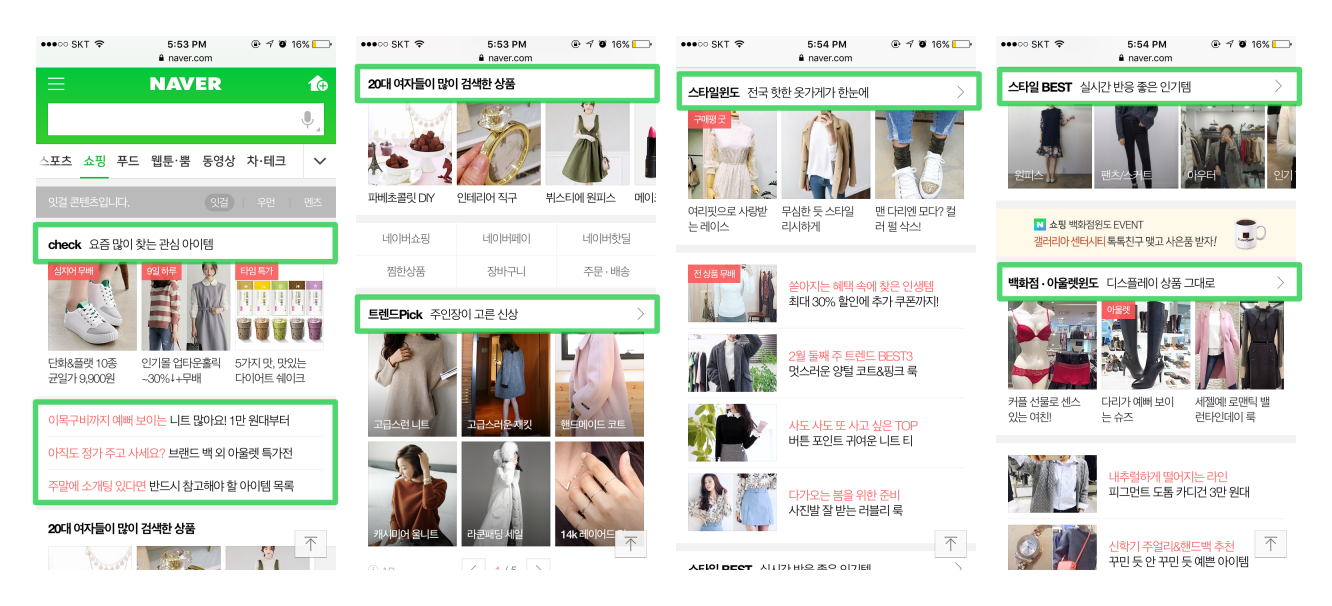 SKT 5:53 PM 16%
naver.com
NAVER
스포츠 쇼핑 푸드 웹툰·뿜 동영상 차·테크
잇걸 콘텐츠입니다. 잇걸 우먼 멘즈
check 요즘 많이 찾는 관심 아이템
심지어 무배 9일 하루 타임 특가
단화&플랫 10종
균일가 9,900원
인기몰 업타운홀릭
~30%↓+무배
5가지 맛, 맛있는
다이어트 쉐이크
이목구비까지 예뻐 보이는 니트 많아요! 1만 원대부터
아직도 정가 주고 사세요? 브랜드 백 외 아울렛 특가전
주말에 소개팅 있다면 반드시 참고해야 할 아이템 목록
20대 여자들이 많이 검색한 상품
SKT 5:53 PM 16%
naver.com
20대 여자들이 많이 검색한 상품
파베초콜릿 DIY 인테리어 직구 뷔스티에 원피스
네이버쇼핑 네이버페이 네이버핫딜
찜한상품 장바구니 주문·배송
트렌드Pick 주인장이 고른 신상
고급스런 니트 고급스러운 재킷 핸드메이드 코트
캐시미어 울니트 라쿤패딩 세일 14k 레이어드
1 / 5
SKT 5:54 PM 16%
naver.com
스타일윈도 전국 핫한 옷가게가 한눈에
구매평 굿
여리핏으로 사랑받
는 레이스
무심한 듯 스타일
리시하게
맨 다리엔 모다? 컬
러 펄 삭스!
전 상품 무배
쏟아지는 혜택 속에 찾은 인생템
최대 30% 할인에 추가 쿠폰까지!
2월 둘째 주 트렌드 BEST3
멋스러운 양털 코트&핑크 룩
사도 사도 또 사고 싶은 TOP
버튼 포인트 귀여운 니트 티
다가오는 봄을 위한 준비
사진발 잘 받는 러블리 룩
스타일 BEST 실시간 반응 좋은 인기템
SKT 5:54 PM 16%
naver.com
스타일 BEST 실시간 반응 좋은 인기템
원피스 팬츠/스커트 아우터 인기
N 쇼핑 백화점윈도 EVENT
갤러리아 센터시티 톡톡친구 맺고 사은품 받자!
백화점·아울렛윈도 디스플레이 상품 그대로
아울렛
커플 선물로 센스
있는 여친!
다리가 예뻐 보이
는 슈즈
세젤예! 로맨틱 밸
런타인데이 룩
내추럴하게 떨어지는 라인
피그먼트 도톰 카디건 3만 원대
신학기 주얼리&핸드백 추천
꾸민 듯 안 꾸민 듯 예쁜 아이템